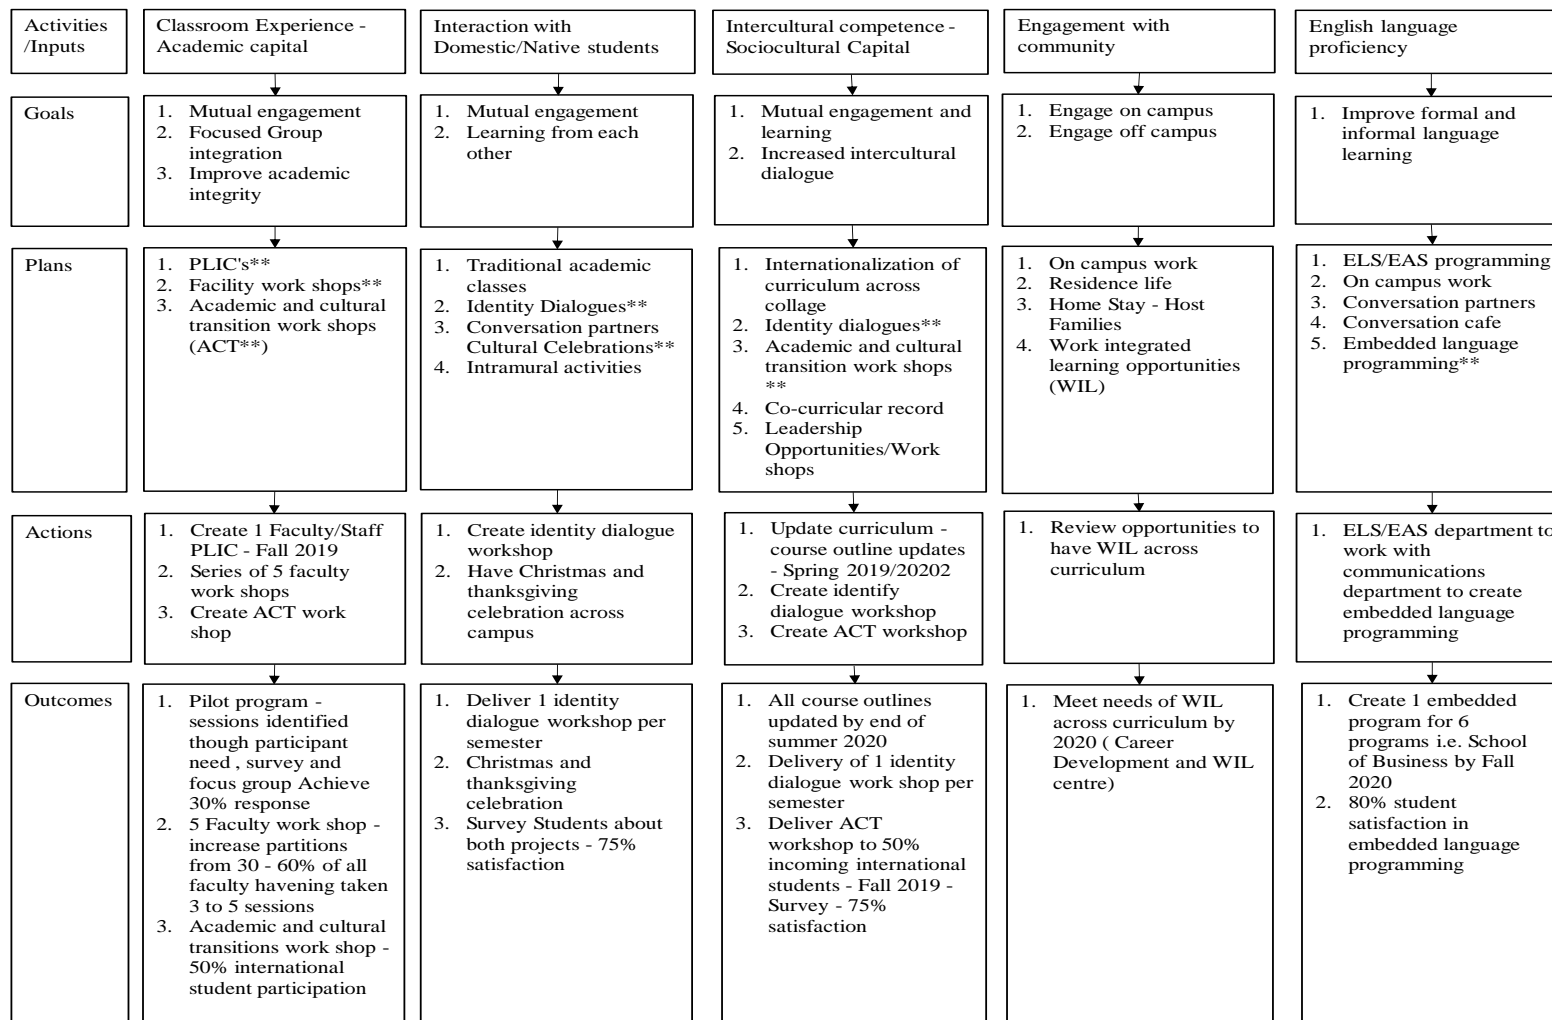 Activities
/Inputs
Classroom Experience -
Academic capital
Interaction with
Domestic/Native students
Intercultural competence -
Sociocultural Capital
Engagement with
community
English language
proficiency
Goals
1. Mutual engagement
2. Focused Group
integration
3. Improve academic
integrity
1. Mutual engagement
2. Learning from each
other
1. Mutual engagement and
learning
2. Increased intercultural
dialogue
1. Engage on campus
2. Engage off campus
1. Improve formal and
informal language
learning
Plans
1. PLIC's**
2. Facility work shops**
3. Academic and cultural
transition work shops
(ACT**)
1. Traditional academic
classes
2. Identity Dialogues**
3. Conversation partners
Cultural Celebrations**
4. Intramural activities
1. Internationalization of
curriculum across
collage
2. Identity dialogues**
3. Academic and cultural
transition work shops
**
4. Co-curricular record
5. Leadership
Opportunities/Work
shops
1. On campus work
2. Residence life
3. Home Stay - Host
Families
4. Work integrated
learning opportunities
(WIL)
1. ELS/EAS programming
2. On campus work
3. Conversation partners
4. Conversation cafe
5. Embedded language
programming**
Actions
1. Create 1 Faculty/Staff
PLIC - Fall 2019
2. Series of 5 faculty
work shops
3. Create ACT work
shop
1. Create identity dialogue
workshop
2. Have Christmas and
thanksgiving
celebration across
campus
1. Update curriculum -
course outline updates
- Spring 2019/20202
2. Create identify
dialogue workshop
3. Create ACT workshop
1. Review opportunities to
have WIL across
curriculum
1. ELS/EAS department to
work with
communications
department to create
embedded language
programming
Outcomes
1. Pilot program -
sessions identified
though participant
need , survey and
focus group Achieve
30% response
2. 5 Faculty work shop -
increase partitions
from 30 - 60% of all
faculty havening taken
3 to 5 sessions
3. Academic and cultural
transitions work shop -
50% international
student participation
1. Deliver 1 identity
dialogue workshop per
semester
2. Christmas and
thanksgiving
celebration
3. Survey Students about
both projects - 75%
satisfaction
1. All course outlines
updated by end of
summer 2020
2. Delivery of 1 identity
dialogue work shop per
semester
3. Deliver ACT
workshop to 50%
incoming international
students - Fall 2019 -
Survey - 75%
satisfaction
1. Meet needs of WIL
across curriculum by
2020 ( Career
Development and WIL
centre)
1. Create 1 embedded
program for 6
programs i.e. School
of Business by Fall
2020
2. 80% student
satisfaction in
embedded language
programming